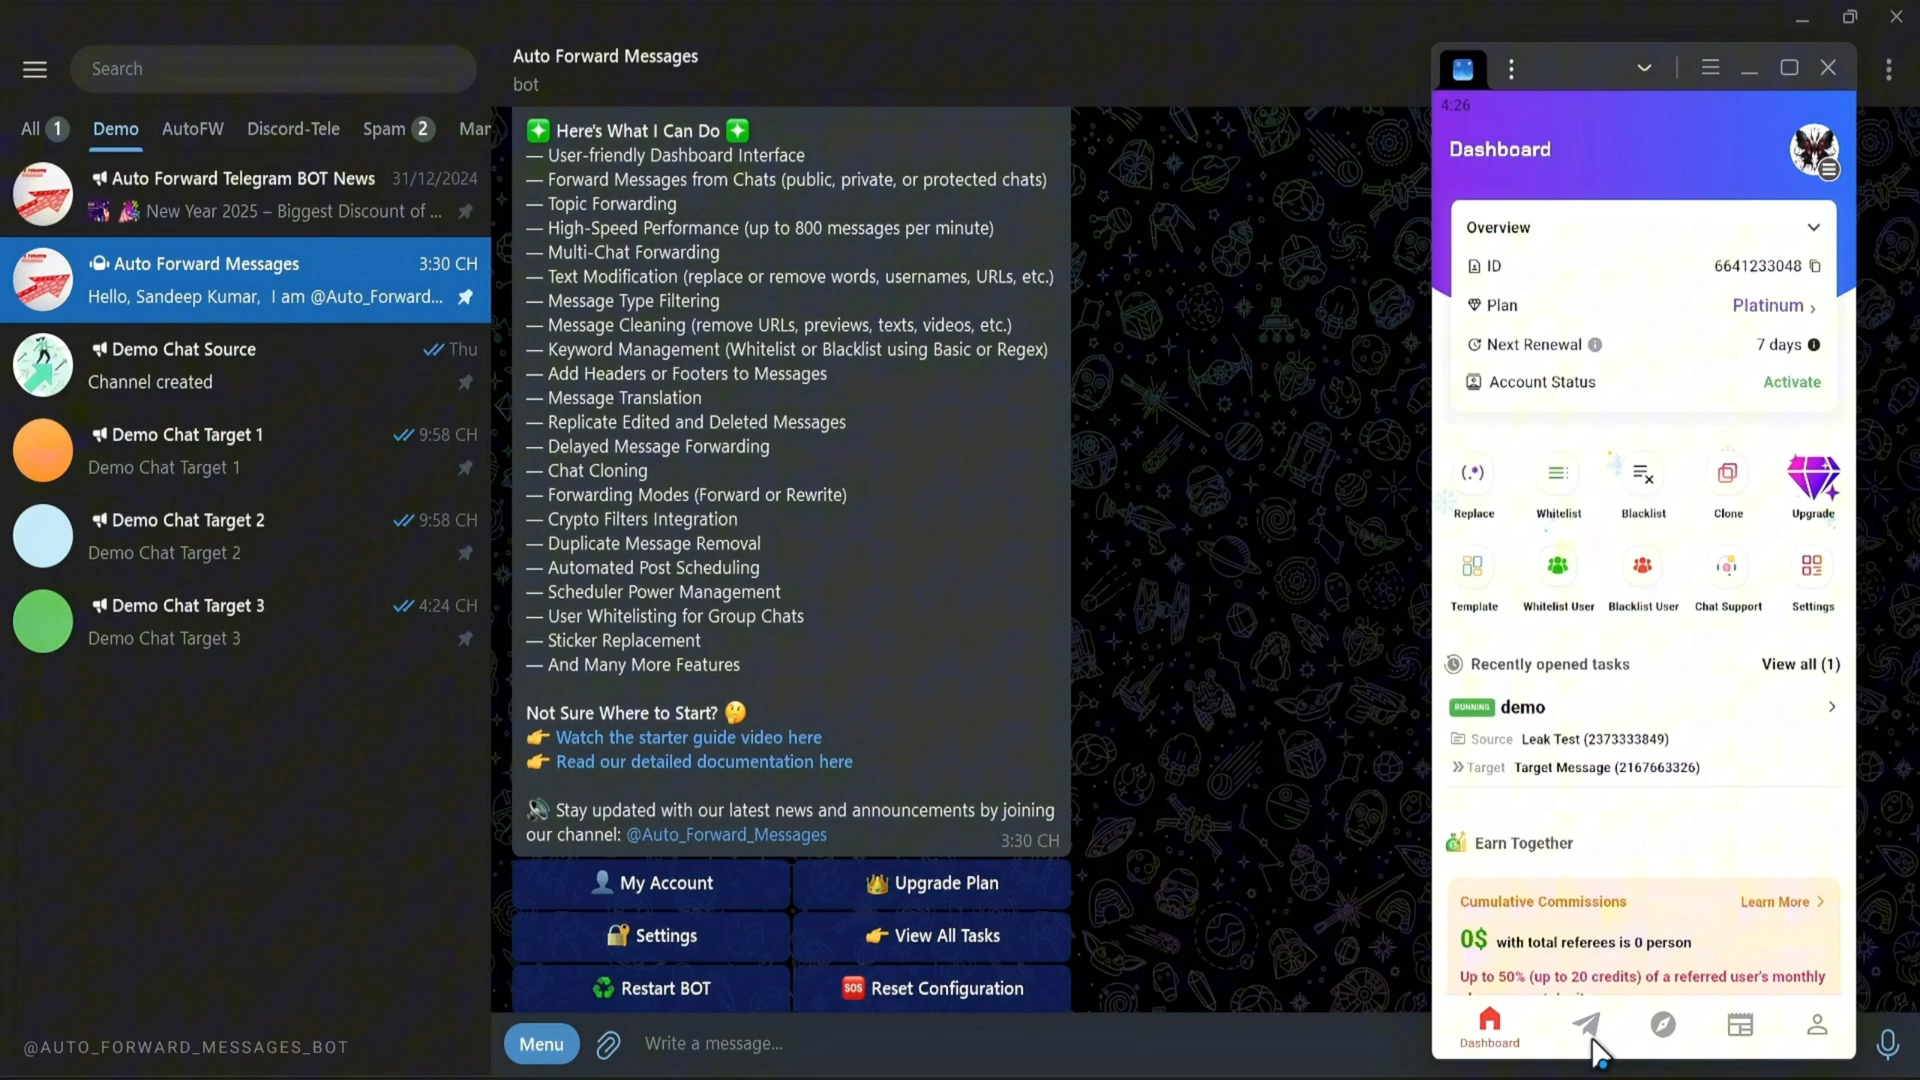 Search
All 1
Demo
AutoFW
Discord-Tele
Spam 2
Mar
Auto Forward Telegram BOT News 31/12/2024
New Year 2025 – Biggest Discount of ...
Auto Forward Messages 3:30 CH
Hello, Sandeep Kumar, I am @Auto_Forward...
Demo Chat Source Thu
Channel created
Demo Chat Target 1 9:58 CH
Demo Chat Target 1
Demo Chat Target 2 9:58 CH
Demo Chat Target 2
Demo Chat Target 3 4:24 CH
Demo Chat Target 3
@AUTO_FORWARD_MESSAGES_BOT
Auto Forward Messages
bot
Here's What I Can Do
— User-friendly Dashboard Interface
— Forward Messages from Chats (public, private, or protected chats)
— Topic Forwarding
— High-Speed Performance (up to 800 messages per minute)
— Multi-Chat Forwarding
— Text Modification (replace or remove words, usernames, URLs, etc.)
— Message Type Filtering
— Message Cleaning (remove URLs, previews, texts, videos, etc.)
— Keyword Management (Whitelist or Blacklist using Basic or Regex)
— Add Headers or Footers to Messages
— Message Translation
— Replicate Edited and Deleted Messages
— Delayed Message Forwarding
— Chat Cloning
— Forwarding Modes (Forward or Rewrite)
— Crypto Filters Integration
— Duplicate Message Removal
— Automated Post Scheduling
— Scheduler Power Management
— User Whitelisting for Group Chats
— Sticker Replacement
— And Many More Features
Not Sure Where to Start? 🤔
👉 Watch the starter guide video here
👉 Read our detailed documentation here
🔊 Stay updated with our latest news and announcements by joining
our channel: @Auto_Forward_Messages 3:30 CH
My Account
Upgrade Plan
Settings
View All Tasks
Restart BOT
SOS Reset Configuration
Menu
Write a message...
4:26
Dashboard
Overview
ID 6641233048
Plan Platinum
Next Renewal 7 days
Account Status Activate
(.*)
Replace
Whitelist
Blacklist
Clone
Upgrade
Template
Whitelist User
Blacklist User
Chat Support
Settings
Recently opened tasks View all (1)
RUNNING demo
Source Leak Test (2373333849)
Target Target Message (2167663326)
Earn Together
Cumulative Commissions Learn More
0$ with total referees is 0 person
Up to 50% (up to 20 credits) of a referred user's monthly
Dashboard